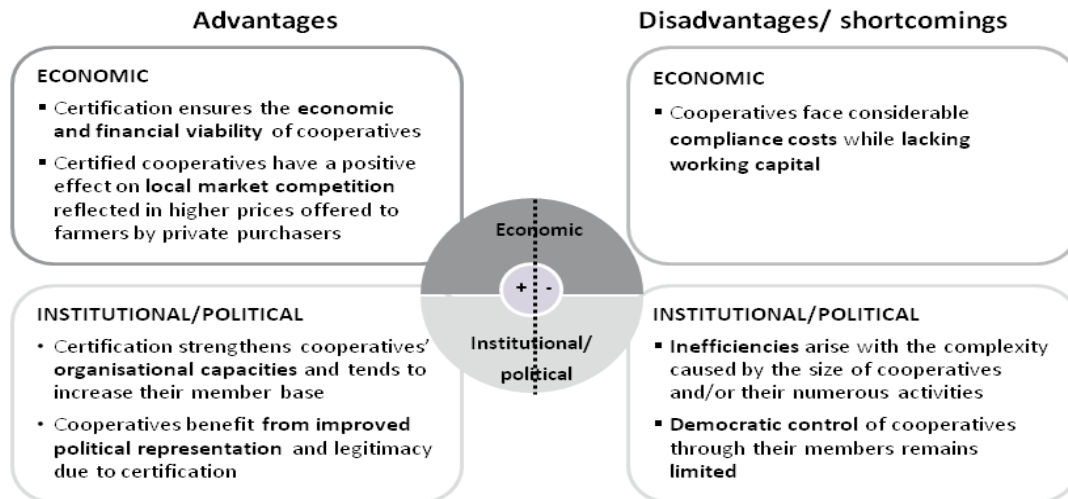 Advantages
Disadvantages/ shortcomings
ECONOMIC
▪ Certification ensures the economic
and financial viability of cooperatives
▪ Certified cooperatives have a positive
effect on local market competition
reflected in higher prices offered to
farmers by private purchasers
ECONOMIC
▪ Cooperatives face considerable
compliance costs while lacking
working capital
Economic
+ -
Institutional/
political
INSTITUTIONAL/POLITICAL
• Certification strengthens cooperatives’
organisational capacities and tends to
increase their member base
• Cooperatives benefit from improved
political representation and legitimacy
due to certification
INSTITUTIONAL/POLITICAL
▪ Inefficiencies arise with the complexity
caused by the size of cooperatives
and/or their numerous activities
▪ Democratic control of cooperatives
through their members remains
limited